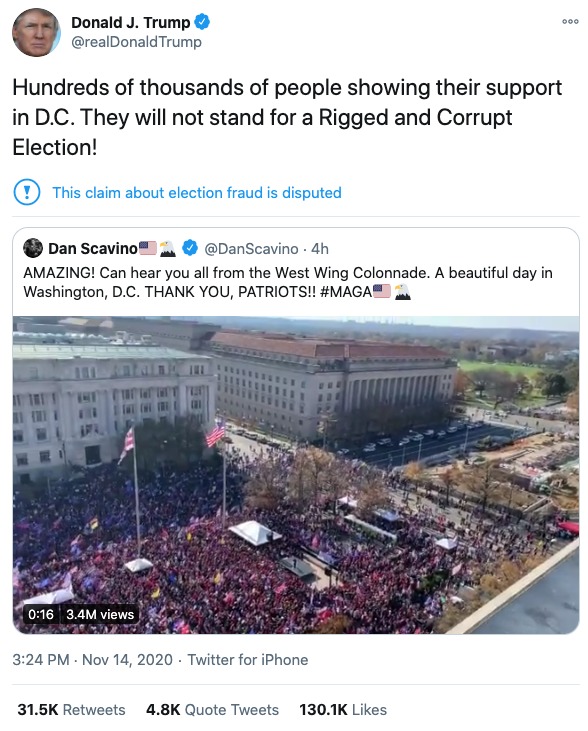 Donald J. Trump
@realDonaldTrump
Hundreds of thousands of people showing their support
in D.C. They will not stand for a Rigged and Corrupt
Election!
This claim about election fraud is disputed
Dan Scavino🇺🇸🦅 @DanScavino · 4h
AMAZING! Can hear you all from the West Wing Colonnade. A beautiful day in
Washington, D.C. THANK YOU, PATRIOTS!! #MAGA🇺🇸🦅
0:16 3.4M views
3:24 PM · Nov 14, 2020 · Twitter for iPhone
31.5K Retweets 4.8K Quote Tweets 130.1K Likes